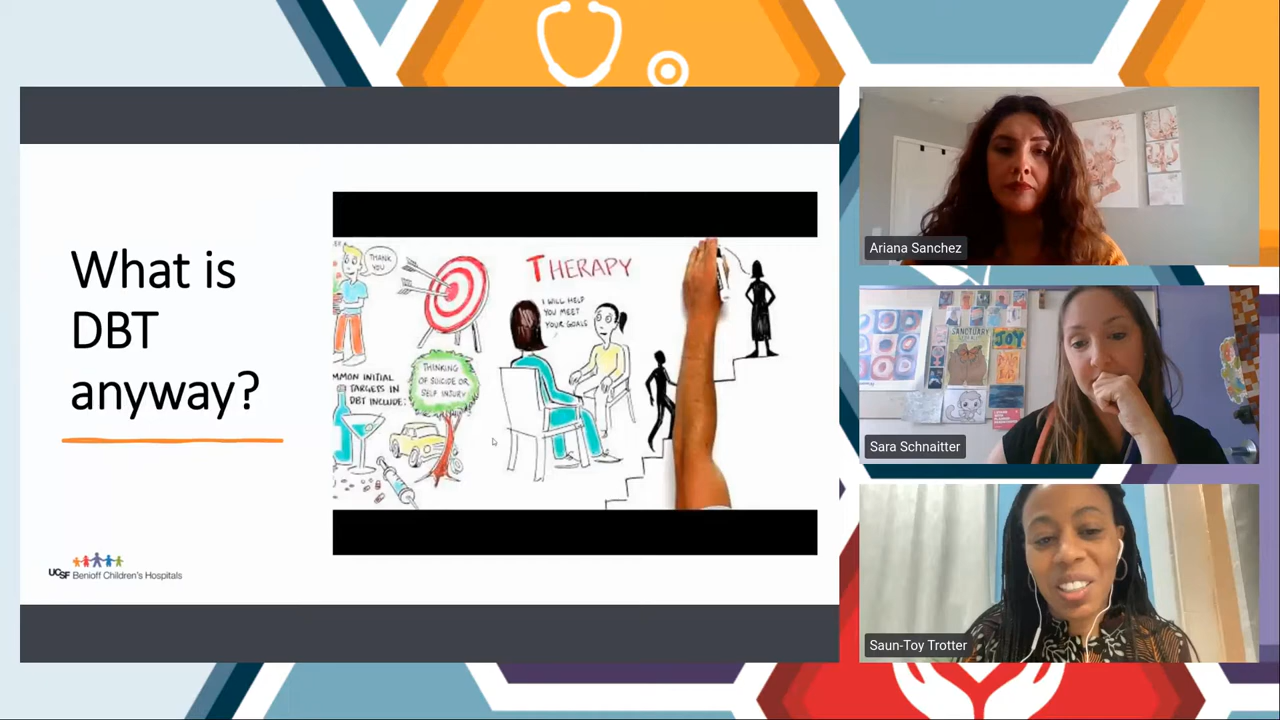 What is
DBT
anyway?
UCSF Benioff Children's Hospitals
THANK
YOU
THERAPY
I WILL HELP
YOU MEET
YOUR GOALS
THINKING
OF SUICIDE OR
SELF INJURY
MMON INITIAL
TARGETS IN
DBT INCLUDE:
Ariana Sanchez
SANCTUARY
JOY
Sara Schnaitter
Saun-Toy Trotter